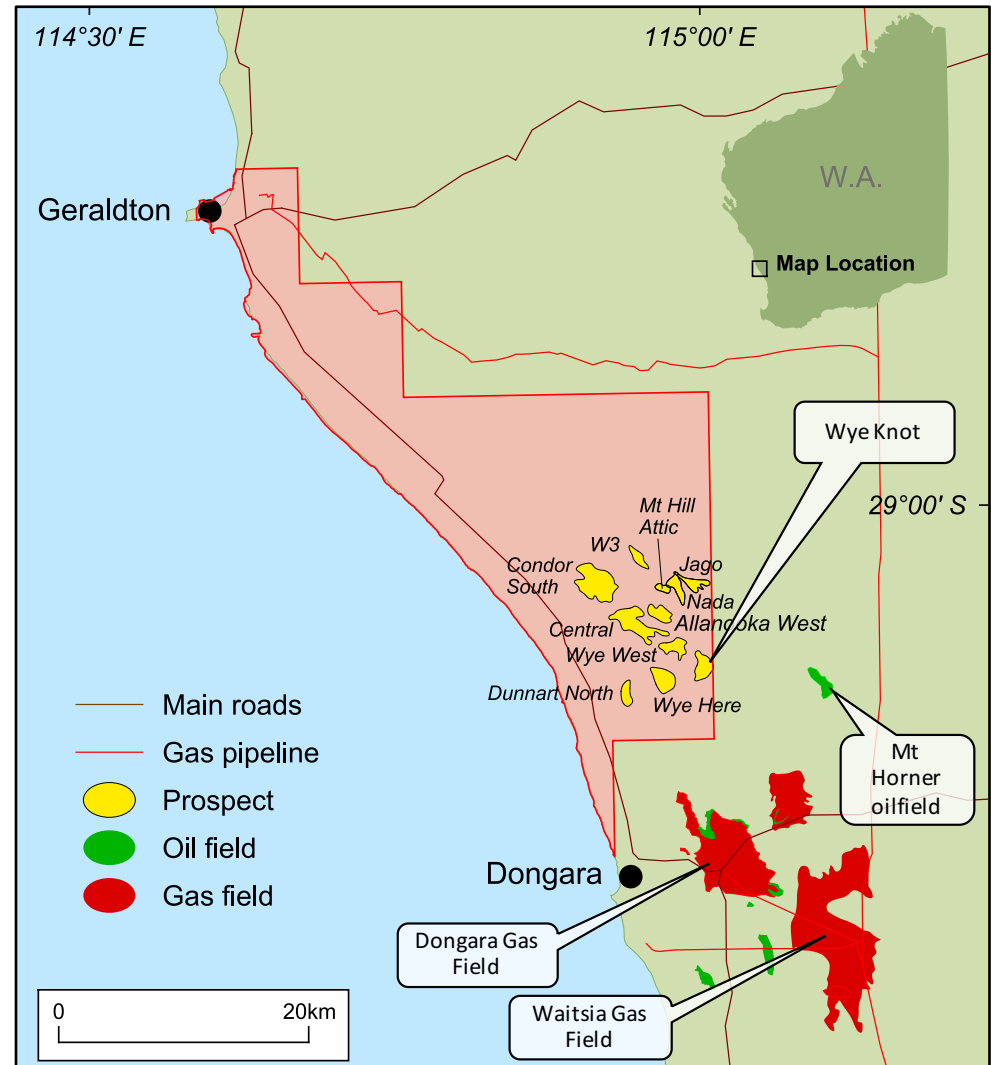 114°30' E
115°00' E
W.A.
Geraldton
Map Location
Wye Knot
29°00' S
Mt Hill
Attic
W3
Jago
Condor
South
Nada
Allanooka West
Central
Wye West
Dunnart North
Wye Here
Main roads
Gas pipeline
Prospect
Oil field
Gas field
Mt
Horner
oilfield
Dongara
Dongara Gas
Field
Waitsia Gas
Field
0
20km